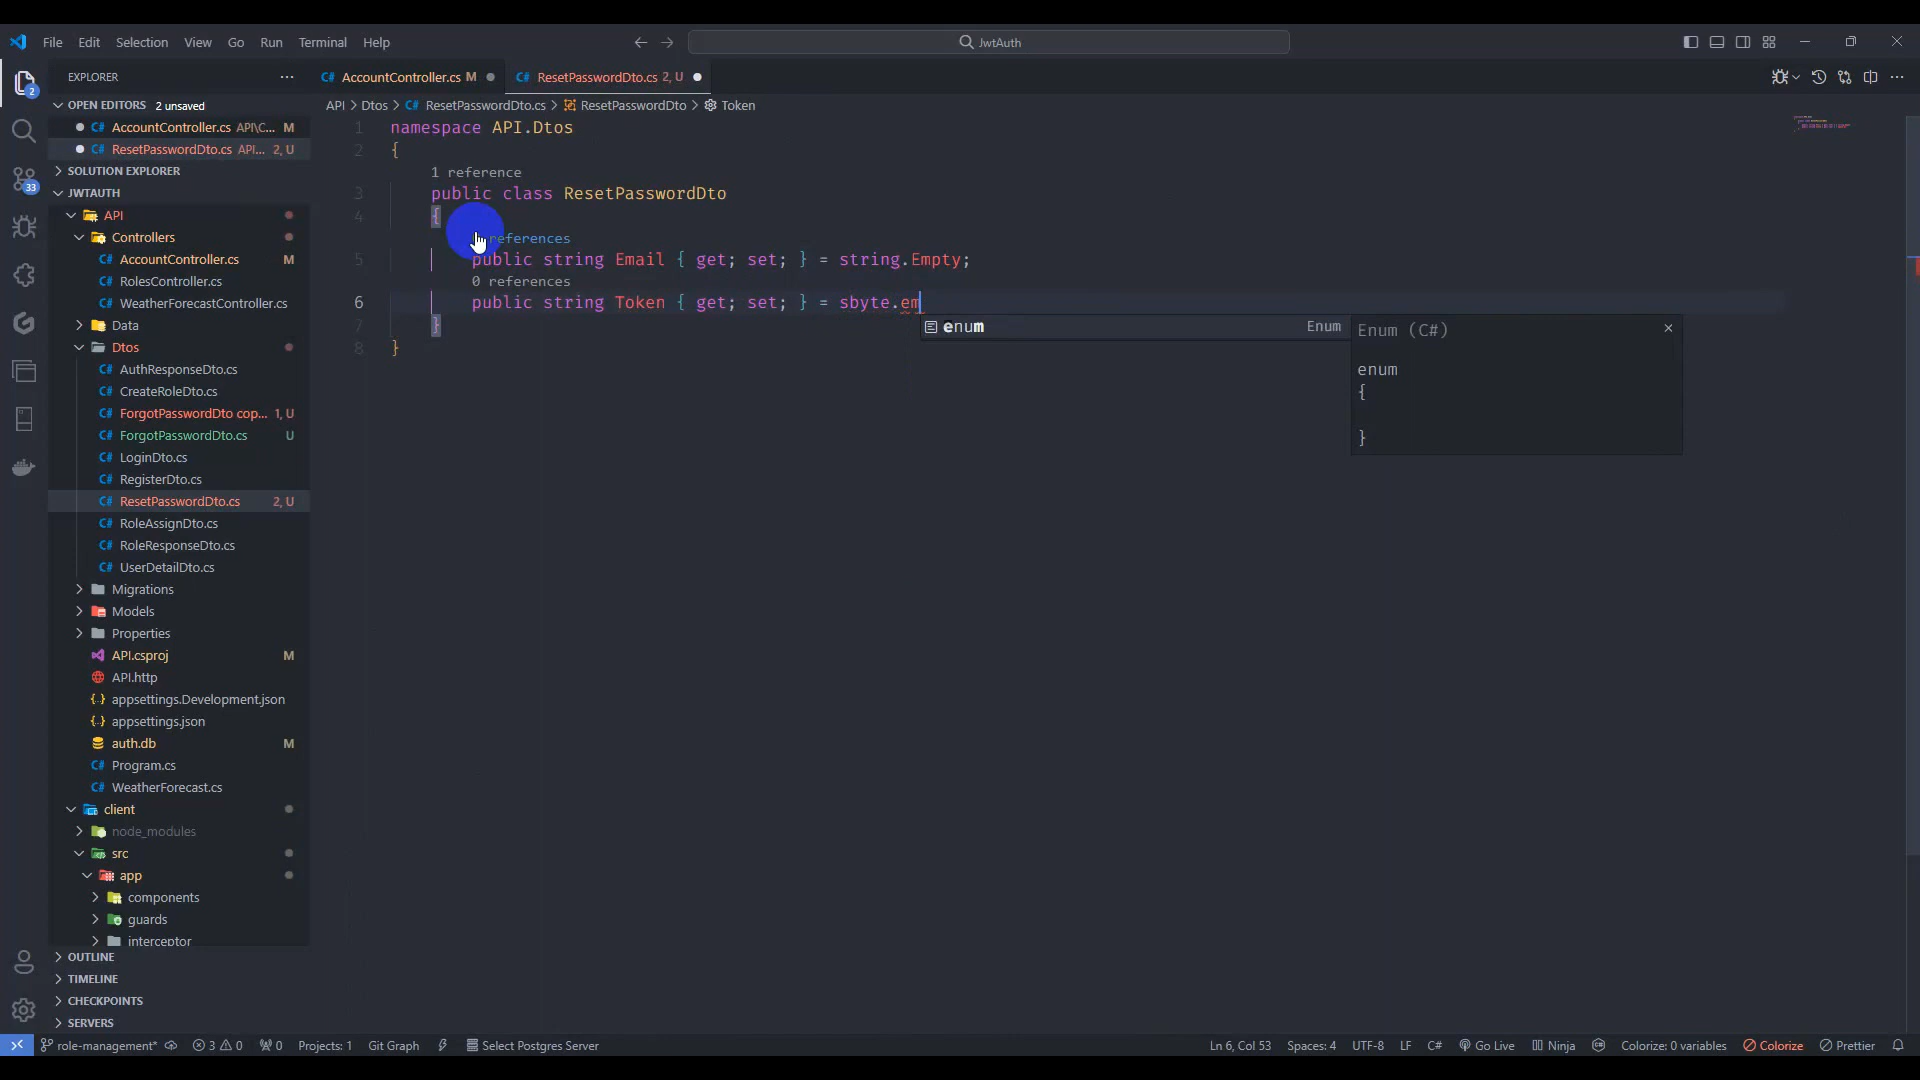 File Edit Selection View Go Run Terminal Help
JwtAuth
EXPLORER
AccountController.cs M
ResetPasswordDto.cs 2, U
OPEN EDITORS 2 unsaved
API > Dtos > C# ResetPasswordDto.cs > ResetPasswordDto > Token
C# AccountController.cs API\C... M
C# ResetPasswordDto.cs API... 2, U
SOLUTION EXPLORER
JWTAUTH
API
Controllers
C# AccountController.cs M
C# RolesController.cs
C# WeatherForecastController.cs
Data
Dtos
C# AuthResponseDto.cs
C# CreateRoleDto.cs
C# ForgotPasswordDto cop... 1, U
C# ForgotPasswordDto.cs U
C# LoginDto.cs
C# RegisterDto.cs
C# ResetPasswordDto.cs 2, U
C# RoleAssignDto.cs
C# RoleResponseDto.cs
C# UserDetailDto.cs
Migrations
Models
Properties
API.csproj M
API.http
{..} appsettings.Development.json
{..} appsettings.json
auth.db M
C# Program.cs
C# WeatherForecast.cs
client
node_modules
src
app
components
guards
interceptor
OUTLINE
TIMELINE
CHECKPOINTS
SERVERS
1 namespace API.Dtos
2 {
1 reference
3 public class ResetPasswordDto
4 {
references
5 public string Email { get; set; } = string.Empty;
0 references
6 public string Token { get; set; } = sbyte.em
7 }
8 }
enum Enum
Enum (C#)
enum
{
}
2
33
role-management* 3 0 0 Projects: 1 Git Graph Select Postgres Server
Ln 6, Col 53 Spaces: 4 UTF-8 LF C# Go Live Ninja Colorize: 0 variables Colorize Prettier